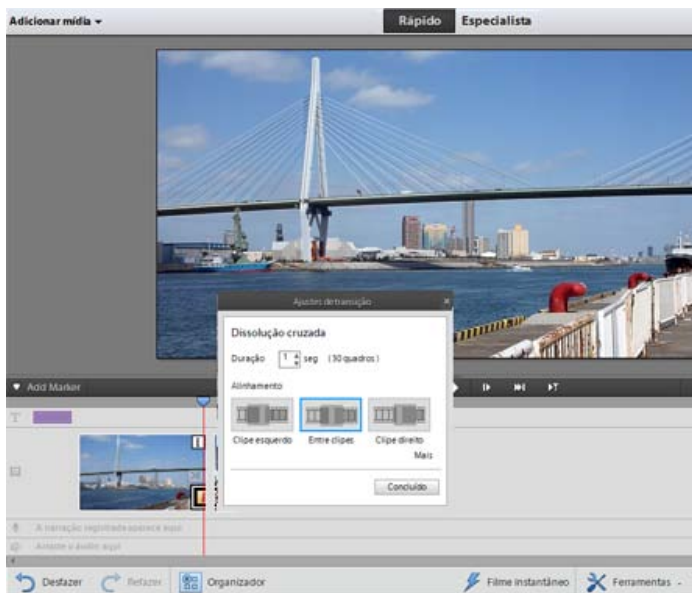 Adicionar mídia
Rápido Especialista
Ajustes de transição ×
Dissolução cruzada
Duração 1 seg (30 quadros)
Alinhamento
Clipe esquerdo Entre clipes Clipe direito
Mais
Concluído
Add Marker
T
A narração registrada aparece aqui
Arraste o áudio aqui
Desfazer Refazer Organizador Filme instantâneo Ferramentas